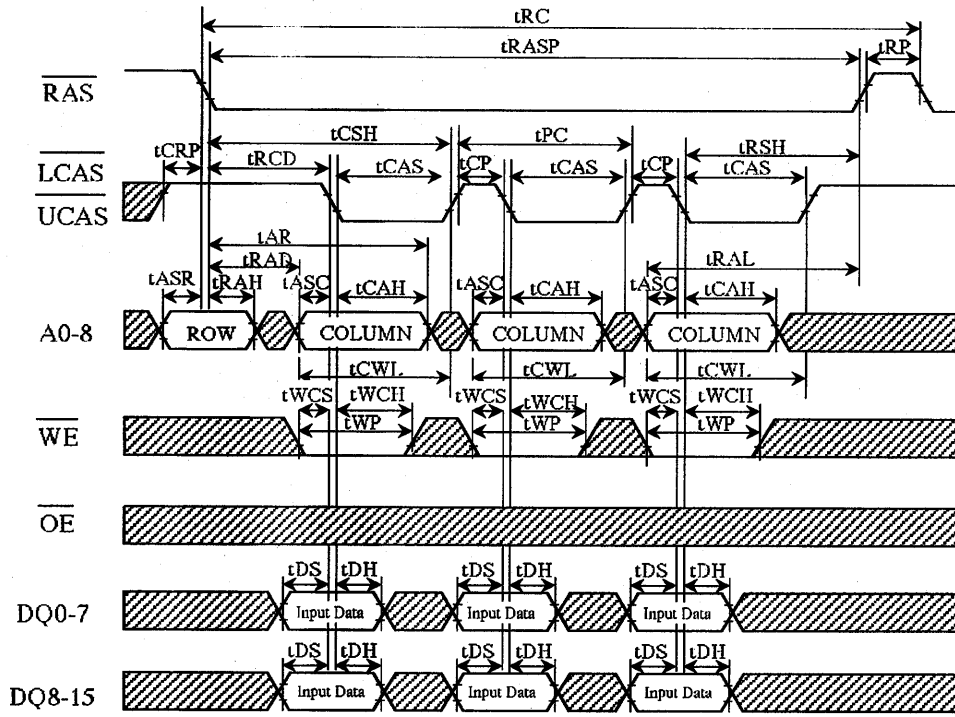 tRC
tRASP
tRP
RAS
tCSH
tPC
tCRP
tRCD
tCAS
tCP
tCAS
tCP
tRSH
tCAS
LCAS
UCAS
tAR
tRAD
tRAL
tASR
tRAH
tASC
tCAH
tASC
tCAH
tASC
tCAH
A0-8
ROW
COLUMN
COLUMN
COLUMN
tCWL
tCWL
tCWL
tWCS
tWCH
tWCS
tWCH
tWCS
tWCH
WE
tWP
tWP
tWP
OE
tDS
tDH
tDS
tDH
tDS
tDH
DQ0-7
Input Data
Input Data
Input Data
tDS
tDH
tDS
tDH
tDS
tDH
DQ8-15
Input Data
Input Data
Input Data